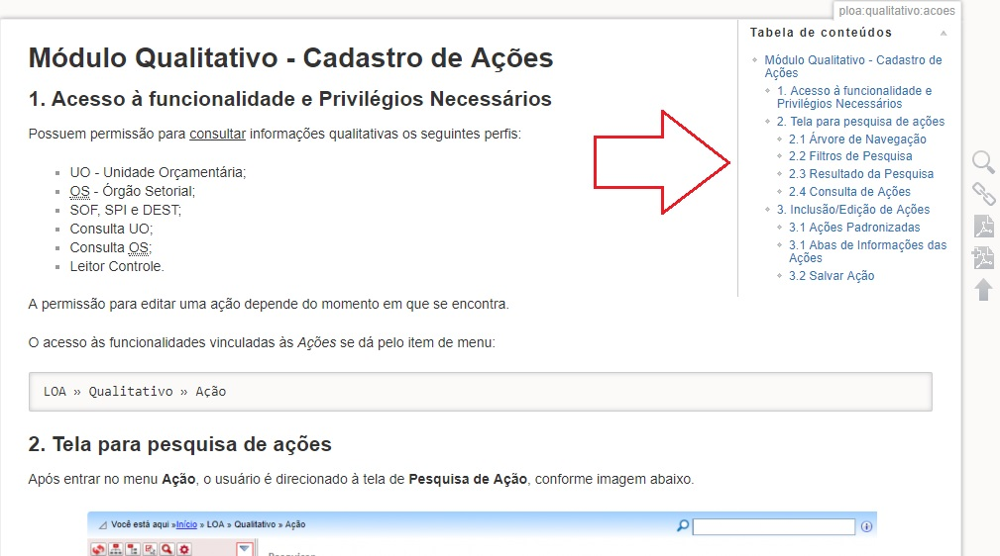 ploa:qualitativo:acoes
Tabela de conteúdos
Módulo Qualitativo - Cadastro de
Ações
1. Acesso à funcionalidade e
Privilégios Necessários
2. Tela para pesquisa de ações
2.1 Árvore de Navegação
2.2 Filtros de Pesquisa
2.3 Resultado da Pesquisa
2.4 Consulta de Ações
3. Inclusão/Edição de Ações
3.1 Ações Padronizadas
3.1 Abas de Informações das
Ações
3.2 Salvar Ação
Módulo Qualitativo - Cadastro de Ações
1. Acesso à funcionalidade e Privilégios Necessários
Possuem permissão para consultar informações qualitativas os seguintes perfis:
UO - Unidade Orçamentária;
OS - Órgão Setorial;
SOF, SPI e DEST;
Consulta UO;
Consulta OS;
Leitor Controle.
A permissão para editar uma ação depende do momento em que se encontra.
O acesso às funcionalidades vinculadas às Ações se dá pelo item de menu:
LOA » Qualitativo » Ação
2. Tela para pesquisa de ações
Após entrar no menu Ação, o usuário é direcionado à tela de Pesquisa de Ação, conforme imagem abaixo.
Você está aqui »Início » LOA » Qualitativo » Ação